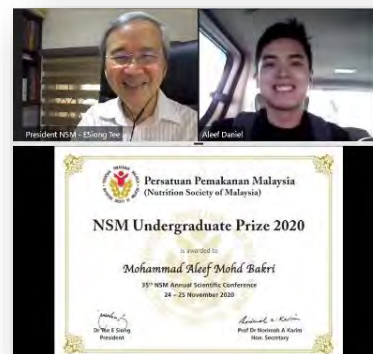 President NSM - ESiong Tee
Aleef Daniel
Persatuan Pemakanan Malaysia
(Nutrition Society of Malaysia)
NSM Undergraduate Prize 2020
is awarded to
Mohammad Aleef Mohd Bakri
35th NSM Annual Scientific Conference
24 – 25 November 2020
Dr Tee E Siong
President
Prof Dr Norimah A Karim
Hon. Secretary